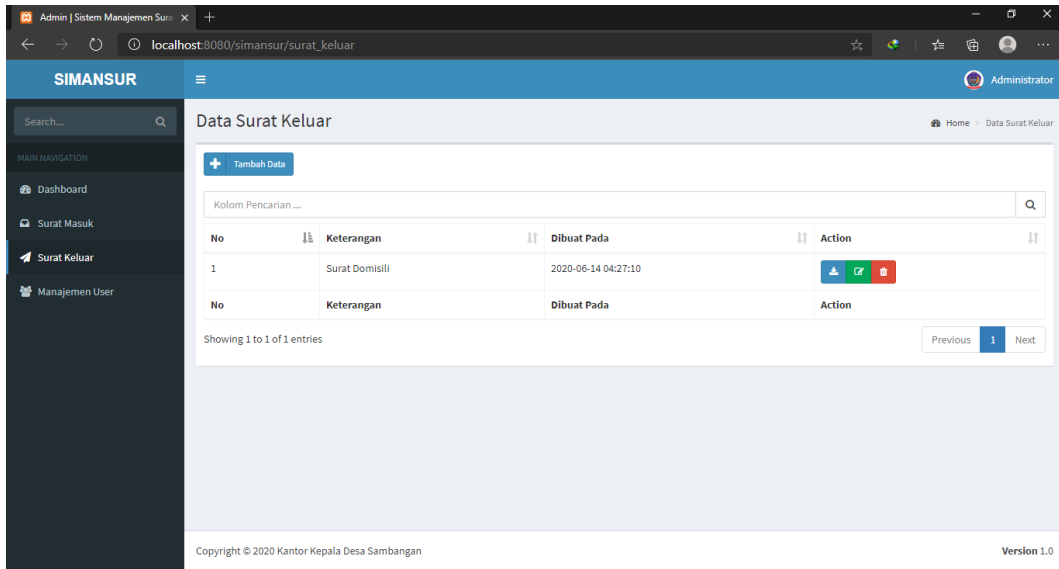 Admin | Sistem Manajemen Sura
localhost:8080/simansur/surat_keluar
SIMANSUR
Administrator
Search...
Data Surat Keluar
Home > Data Surat Keluar
MAIN NAVIGATION
Tambah Data
Dashboard
Kolom Pencarian ...
Surat Masuk
No Keterangan Dibuat Pada Action
Surat Keluar
1 Surat Domisili 2020-06-14 04:27:10
Manajemen User
No Keterangan Dibuat Pada Action
Showing 1 to 1 of 1 entries
Previous 1 Next
Copyright © 2020 Kantor Kepala Desa Sambangan
Version 1.0